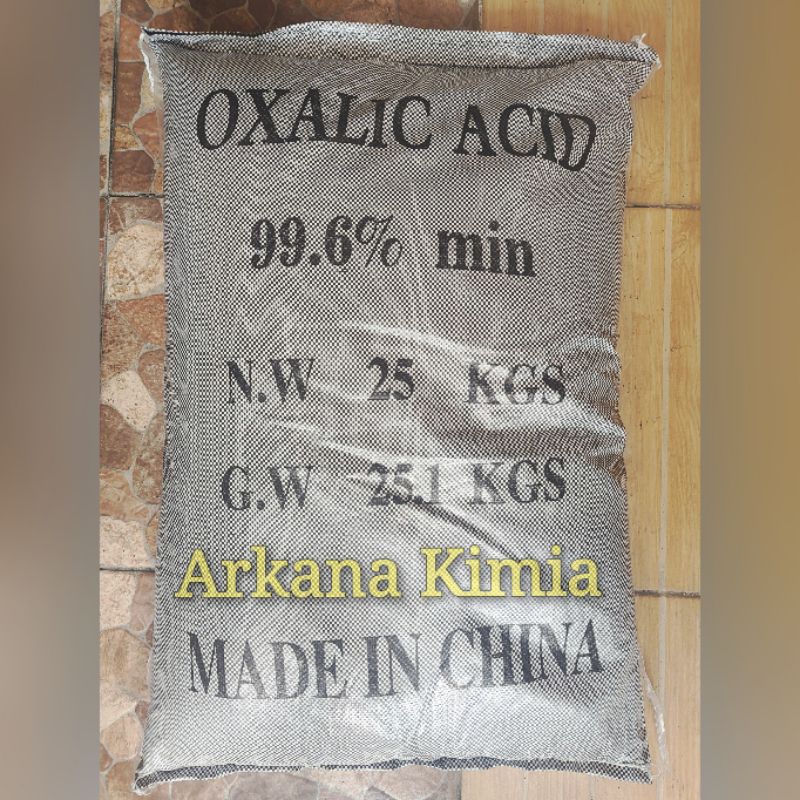 OXALIC ACID
99.6% min
N.W 25 KGS
G.W 25.1 KGS
Arkana Kimia
MADE IN CHINA